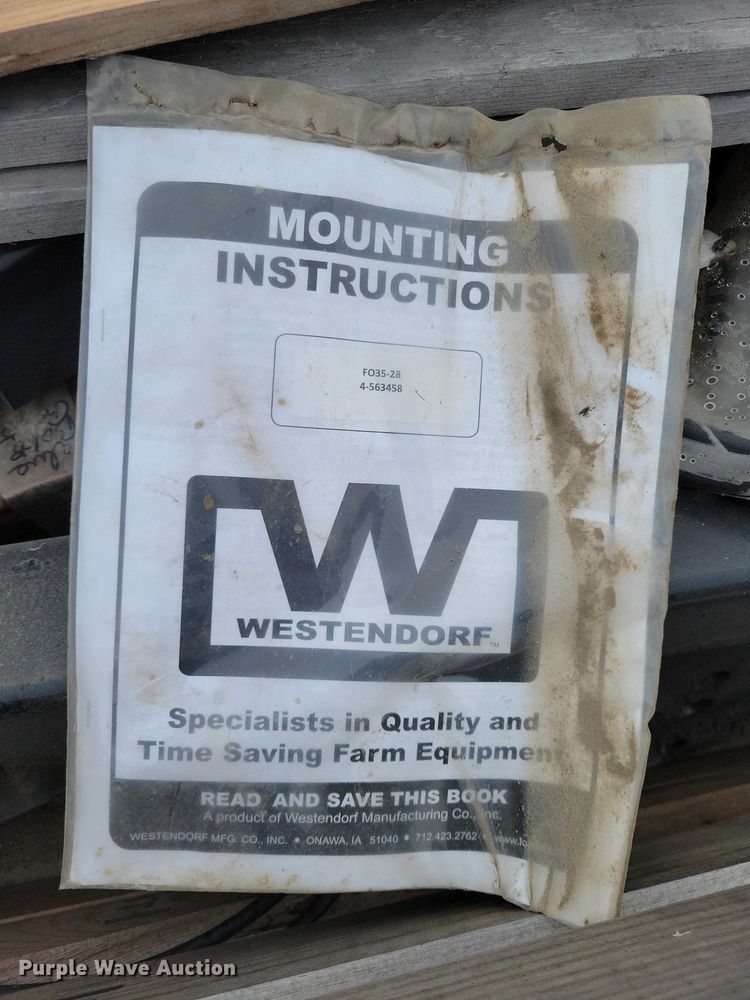 MOUNTING
INSTRUCTIONS
FO35-28
4-563458
W
WESTENDORF™
Specialists in Quality and
Time Saving Farm Equipment
READ AND SAVE THIS BOOK
A product of Westendorf Manufacturing Co., Inc.
WESTENDORF MFG. CO., INC. • ONAWA, IA 51040 • 712.423.2762 •
Purple Wave Auction